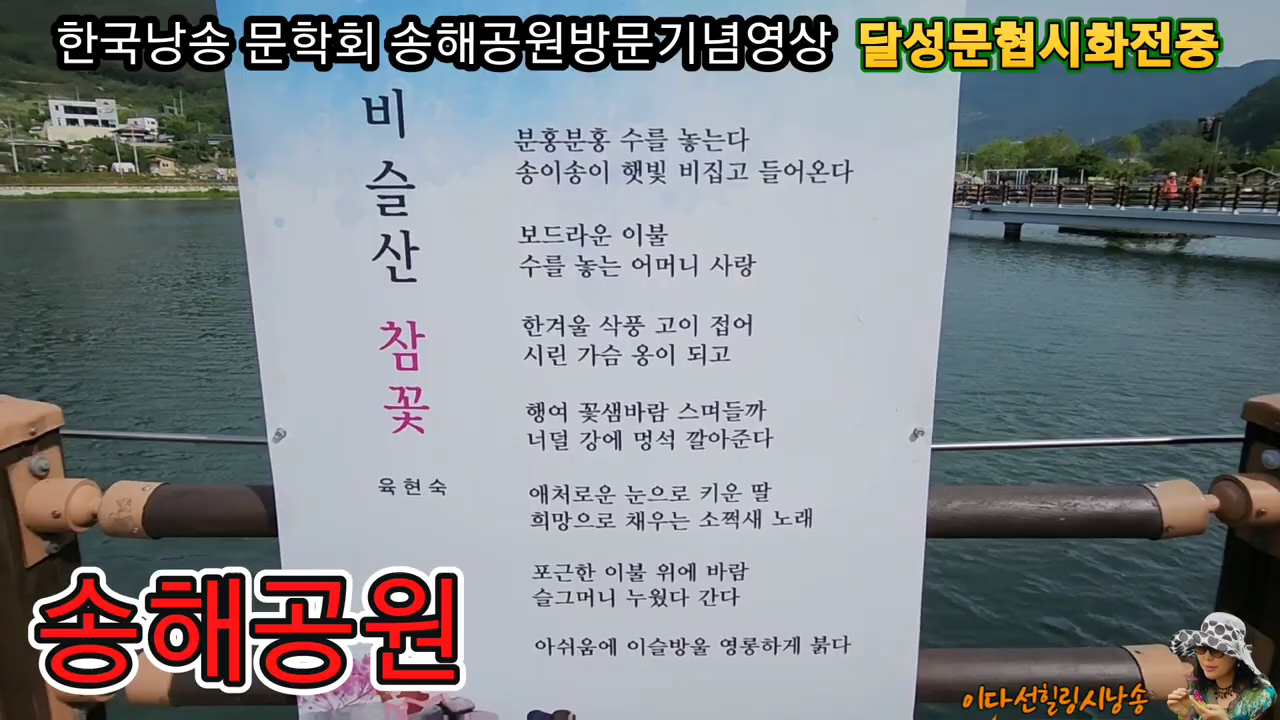 한국낭송 문학회 송해공원방문기념영상 달성문협시화전중
비슬산 참꽃
육현숙
분홍분홍 수를 놓는다
송이송이 햇빛 비집고 들어온다
보드라운 이불
수를 놓는 어머니 사랑
한겨울 삭풍 고이 접어
시린 가슴 옹이 되고
행여 꽃샘바람 스며들까
너덜 강에 멍석 깔아준다
애처로운 눈으로 키운 딸
희망으로 채우는 소쩍새 노래
포근한 이불 위에 바람
슬그머니 누웠다 간다
아쉬움에 이슬방울 영롱하게 붉다
송해공원
이다선힐링시낭송